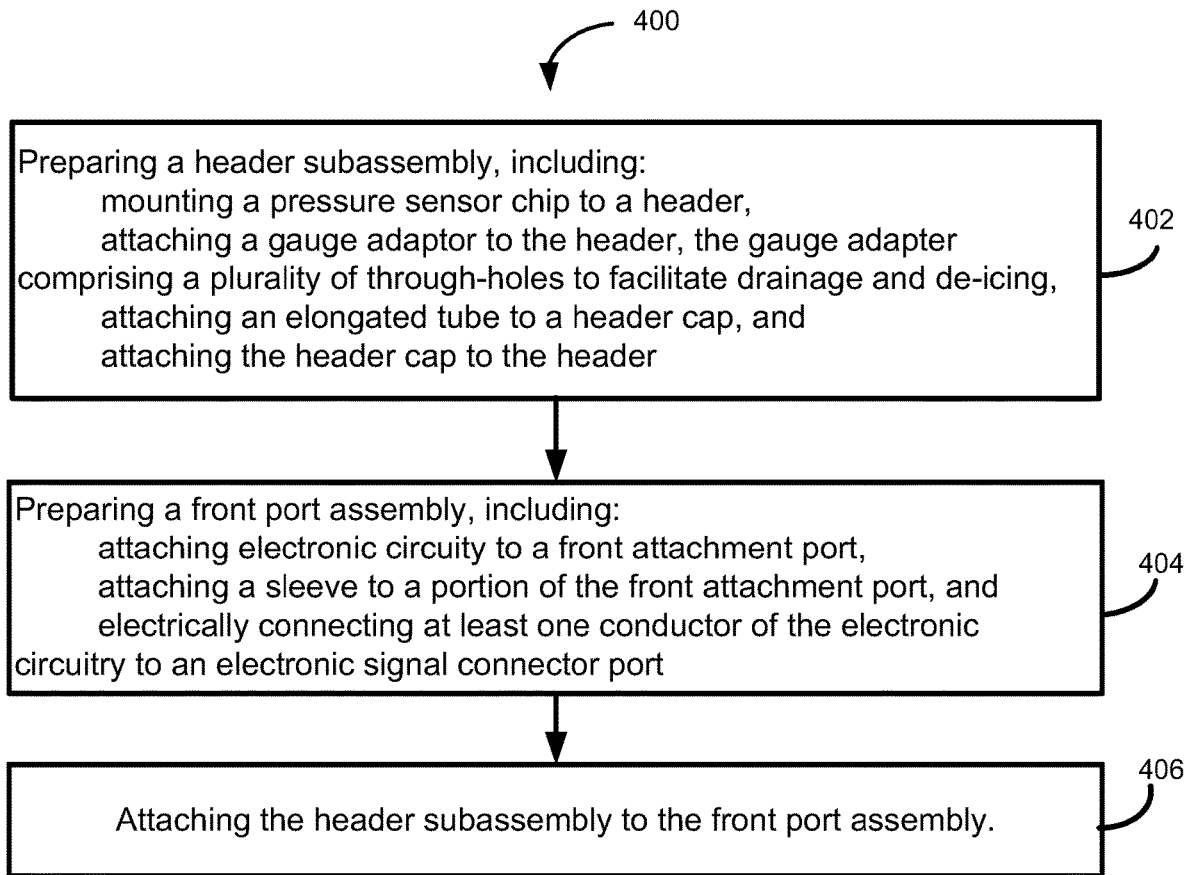 400
Preparing a header subassembly, including:
mounting a pressure sensor chip to a header,
attaching a gauge adaptor to the header, the gauge adapter
comprising a plurality of through-holes to facilitate drainage and de-icing,
attaching an elongated tube to a header cap, and
attaching the header cap to the header
402
Preparing a front port assembly, including:
attaching electronic circuity to a front attachment port,
attaching a sleeve to a portion of the front attachment port, and
electrically connecting at least one conductor of the electronic
circuitry to an electronic signal connector port
404
Attaching the header subassembly to the front port assembly.
406